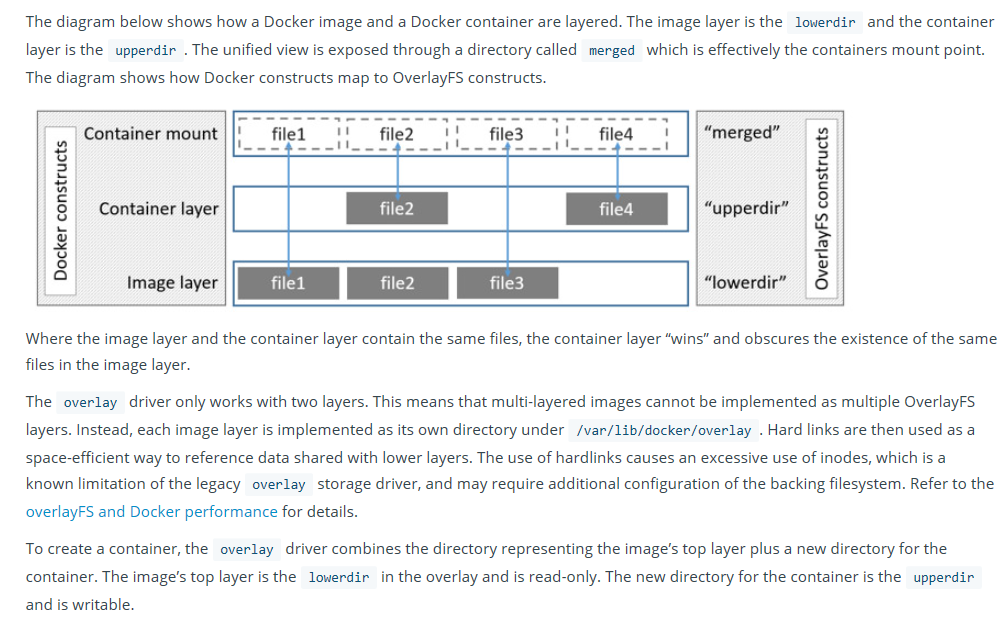 The diagram below shows how a Docker image and a Docker container are layered. The image layer is the lowerdir and the container
layer is the upperdir . The unified view is exposed through a directory called merged which is effectively the containers mount point.
The diagram shows how Docker constructs map to OverlayFS constructs.
Docker constructs
Container mount
file1
file2
file3
file4
“merged”
Container layer
file2
file4
“upperdir”
Image layer
file1
file2
file3
“lowerdir”
OverlayFS constructs
Where the image layer and the container layer contain the same files, the container layer “wins” and obscures the existence of the same
files in the image layer.
The overlay driver only works with two layers. This means that multi-layered images cannot be implemented as multiple OverlayFS
layers. Instead, each image layer is implemented as its own directory under /var/lib/docker/overlay . Hard links are then used as a
space-efficient way to reference data shared with lower layers. The use of hardlinks causes an excessive use of inodes, which is a
known limitation of the legacy overlay storage driver, and may require additional configuration of the backing filesystem. Refer to the
overlayFS and Docker performance for details.
To create a container, the overlay driver combines the directory representing the image’s top layer plus a new directory for the
container. The image’s top layer is the lowerdir in the overlay and is read-only. The new directory for the container is the upperdir
and is writable.